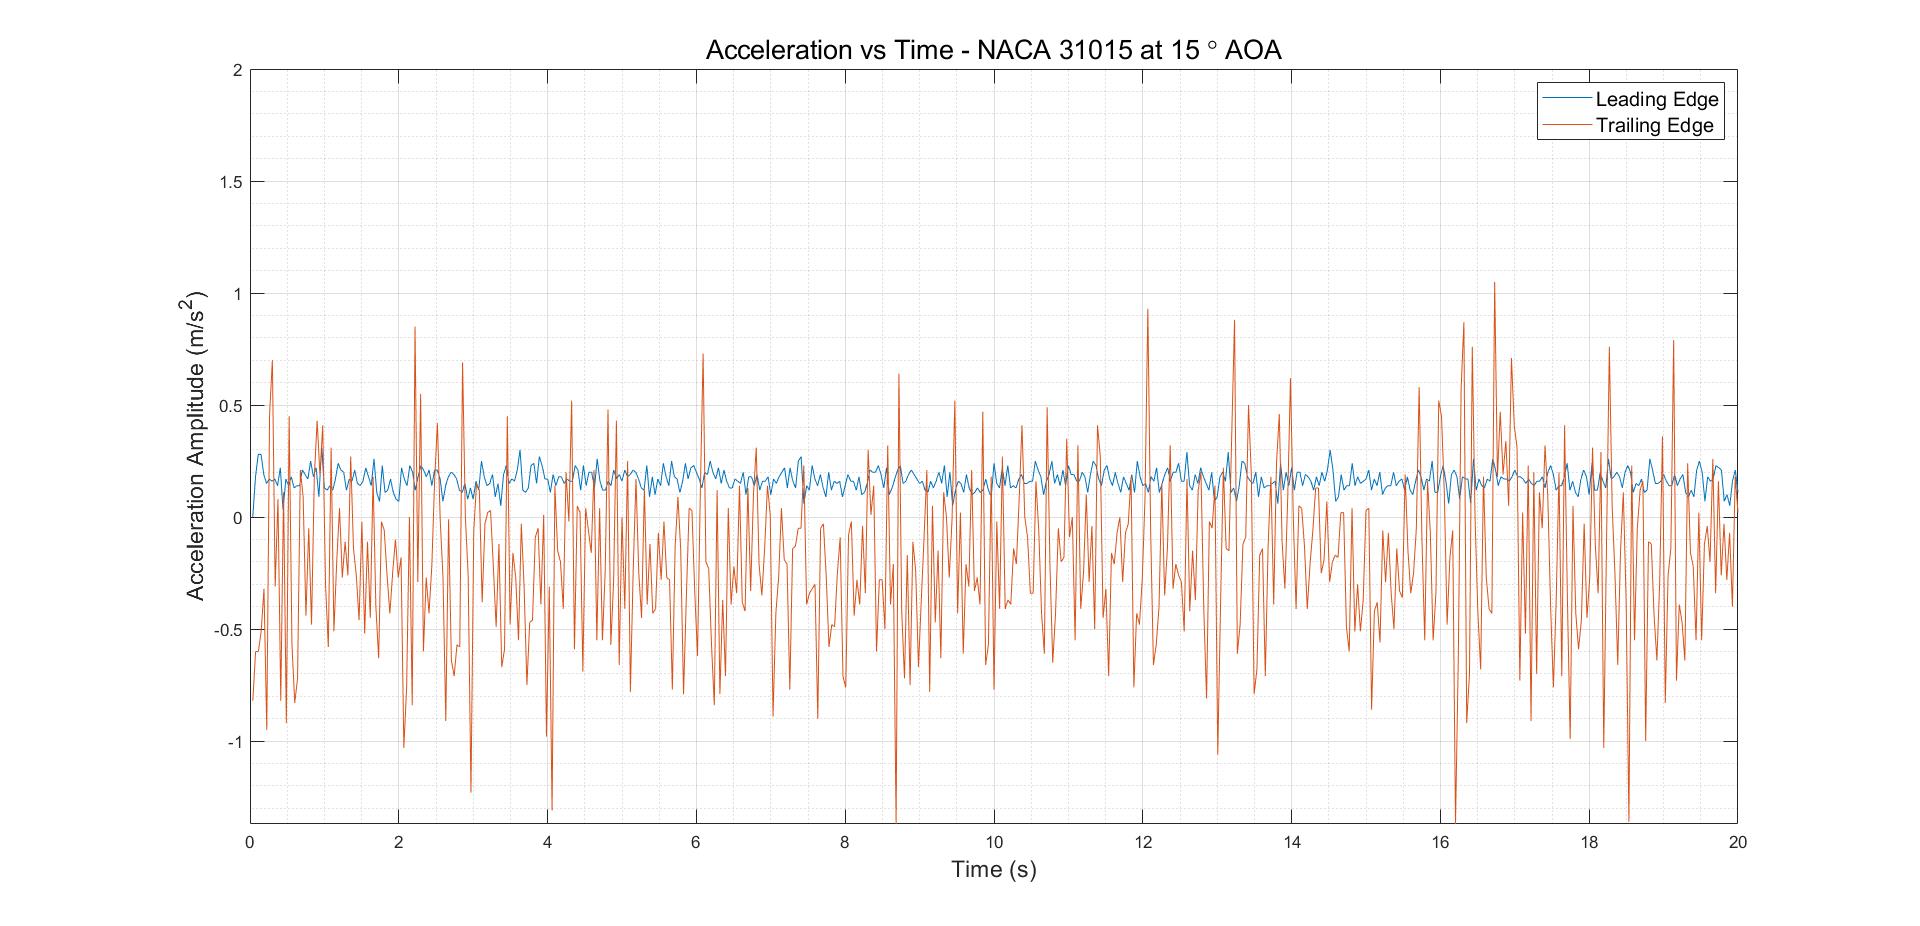 Acceleration vs Time - NACA 31015 at 15 ° AOA
Leading Edge
Trailing Edge
Acceleration Amplitude (m/s²)
2
1.5
1
0.5
0
-0.5
-1
0 2 4 6 8 10 12 14 16 18 20
Time (s)